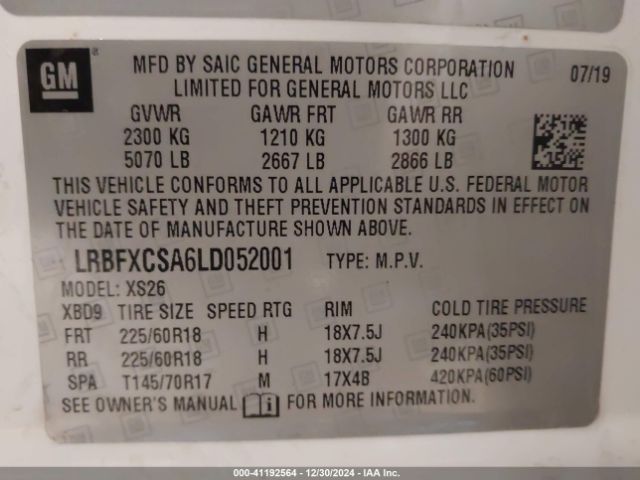 GM
®
MFD BY SAIC GENERAL MOTORS CORPORATION
LIMITED FOR GENERAL MOTORS LLC
07/19
GVWR GAWR FRT GAWR RR
2300 KG 1210 KG 1300 KG
5070 LB 2667 LB 2866 LB
THIS VEHICLE CONFORMS TO ALL APPLICABLE U.S. FEDERAL MOTOR
VEHICLE SAFETY AND THEFT PREVENTION STANDARDS IN EFFECT ON
THE DATE OF MANUFACTURE SHOWN ABOVE.
LRBFXCSA6LD052001 TYPE: M.P.V.
MODEL: XS26
XBD9 TIRE SIZE SPEED RTG RIM COLD TIRE PRESSURE
FRT 225/60R18 H 18X7.5J 240KPA(35PSI)
RR 225/60R18 H 18X7.5J 240KPA(35PSI)
SPA T145/70R17 M 17X4B 420KPA(60PSI)
SEE OWNER'S MANUAL i FOR MORE INFORMATION.
000-41192564 - 12/30/2024 - IAAI.COM